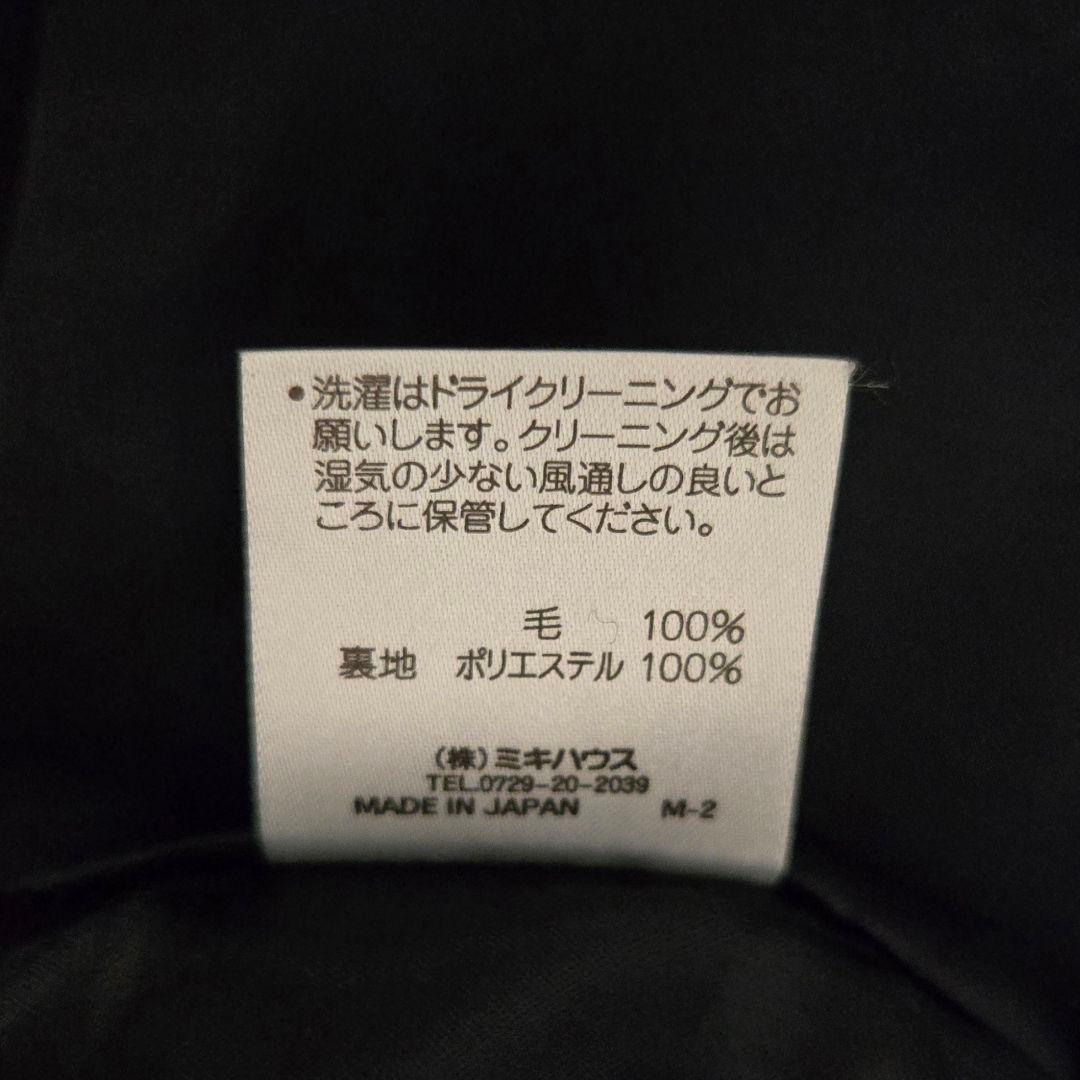 •洗濯はドライクリーニングでお
願いします。クリーニング後は
湿気の少ない風通しの良いと
ころに保管してください。
毛 100%
裏地 ポリエステル 100%
(株)ミキハウス
TEL.0729-20-2039
MADE IN JAPAN M-2